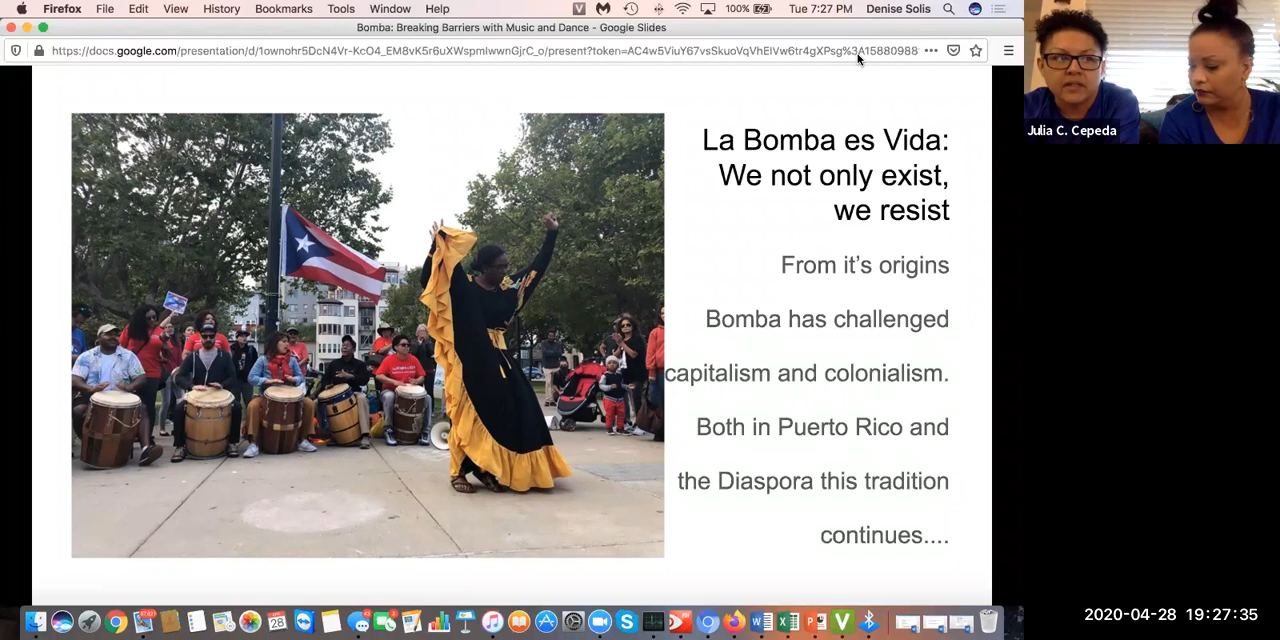 Firefox File Edit View History Bookmarks Tools Window Help 100% Tue 7:27 PM Denise Solis
Bomba: Breaking Barriers with Music and Dance - Google Slides
La Bomba es Vida:
We not only exist,
we resist
From it's origins
Bomba has challenged
capitalism and colonialism.
Both in Puerto Rico and
the Diaspora this tradition
continues....
Julia C. Cepeda
2020-04-28 19:27:35